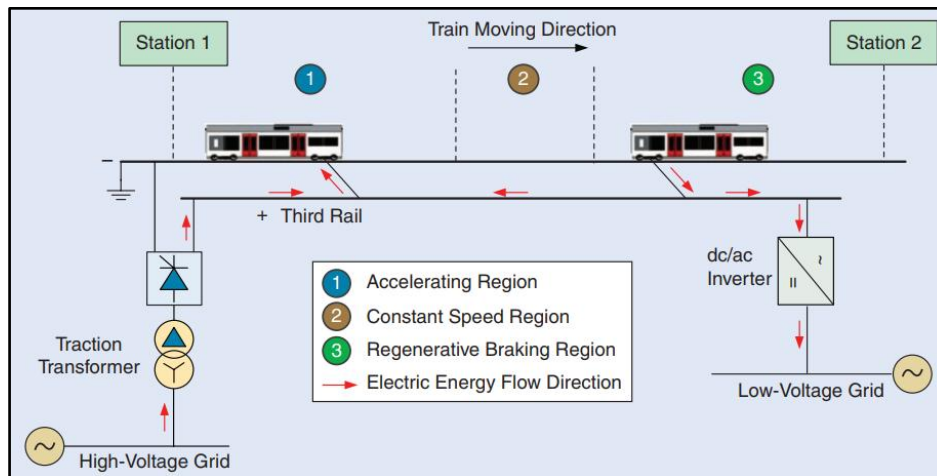 Station 1
Train Moving Direction
Station 2
1
2
3
−
+ Third Rail
dc/ac
Inverter
~
=
1 Accelerating Region
2 Constant Speed Region
3 Regenerative Braking Region
Electric Energy Flow Direction
Traction
Transformer
Low-Voltage Grid
~
~
High-Voltage Grid